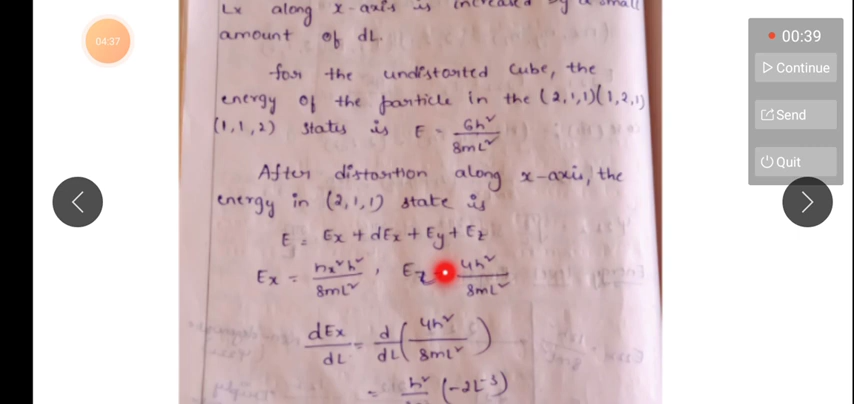 Lx along x-axis is increased by a small
amount of dL.
for the undistorted cube, the
energy of the particle in the (2,1,1)(1,2,1)
(1,1,2) states is E = 6h²/8mL²
After distortion along x-axis, the
energy in (2,1,1) state is
E = Ex + dEx + Ey + Ez
Ex = nx²h²/8mL² , E 4h²/8mL²
dEx/dL = d/dL (4h²/8mL²)
= h² (-2L⁻³)
04:37
00:39
Continue
Send
Quit